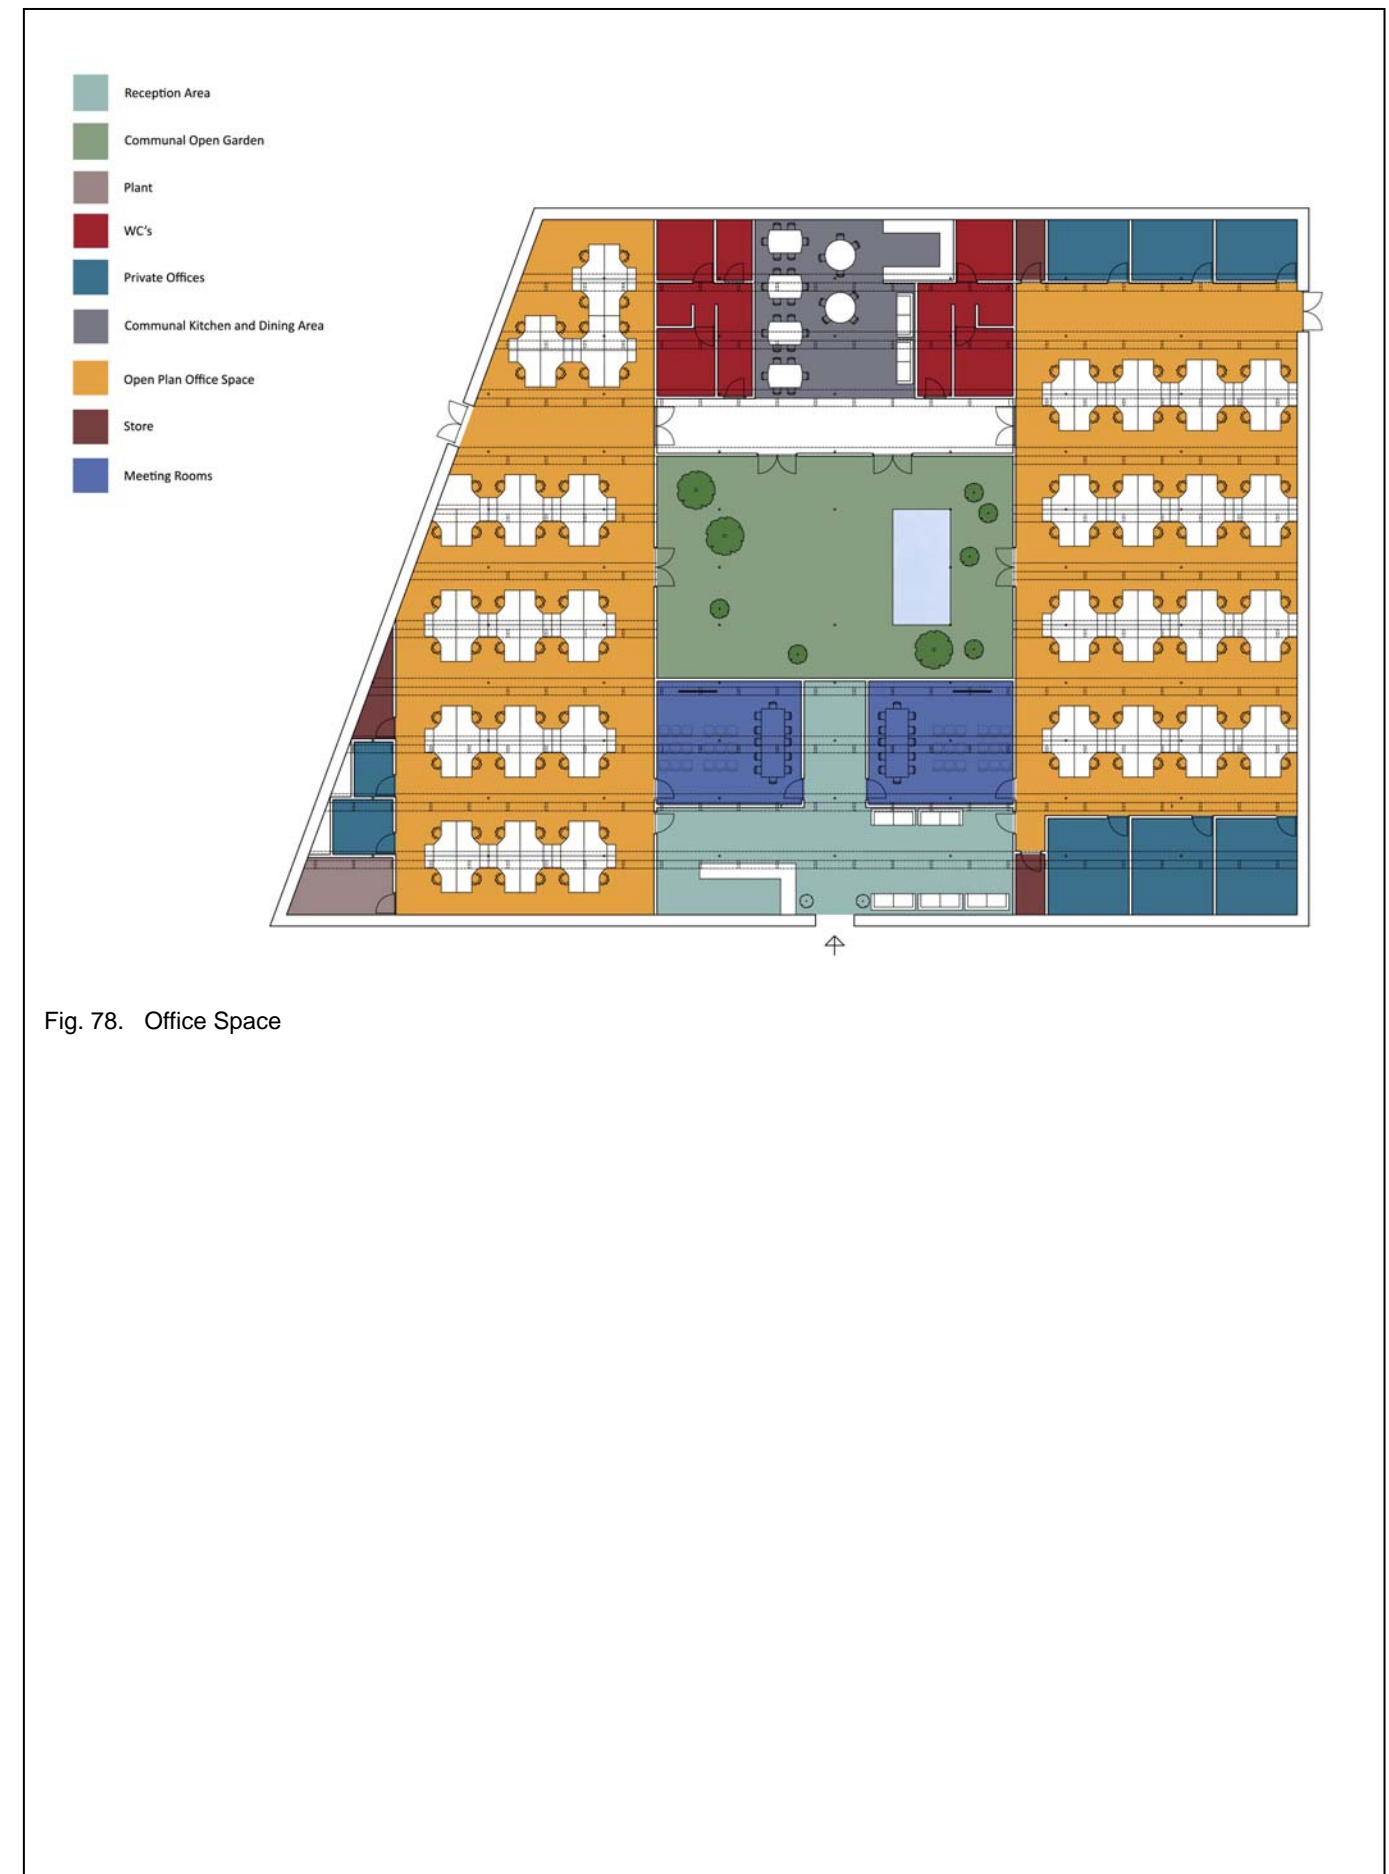 Reception Area
Communal Open Garden
Plant
WC's
Private Offices
Communal Kitchen and Dining Area
Open Plan Office Space
Store
Meeting Rooms
Fig. 78. Office Space